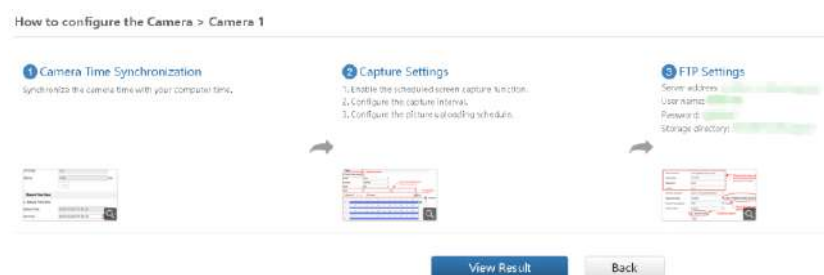 How to configure the Camera > Camera 1
1 Camera Time Synchronization
Synchronize the camera time with your computer time.
2 Capture Settings
1. Enable the scheduled screen capture function.
2. Configure the capture interval.
3. Configure the picture uploading schedule.
3 FTP Settings
Server address:
User name:
Password:
Storage directory:
View Result
Back